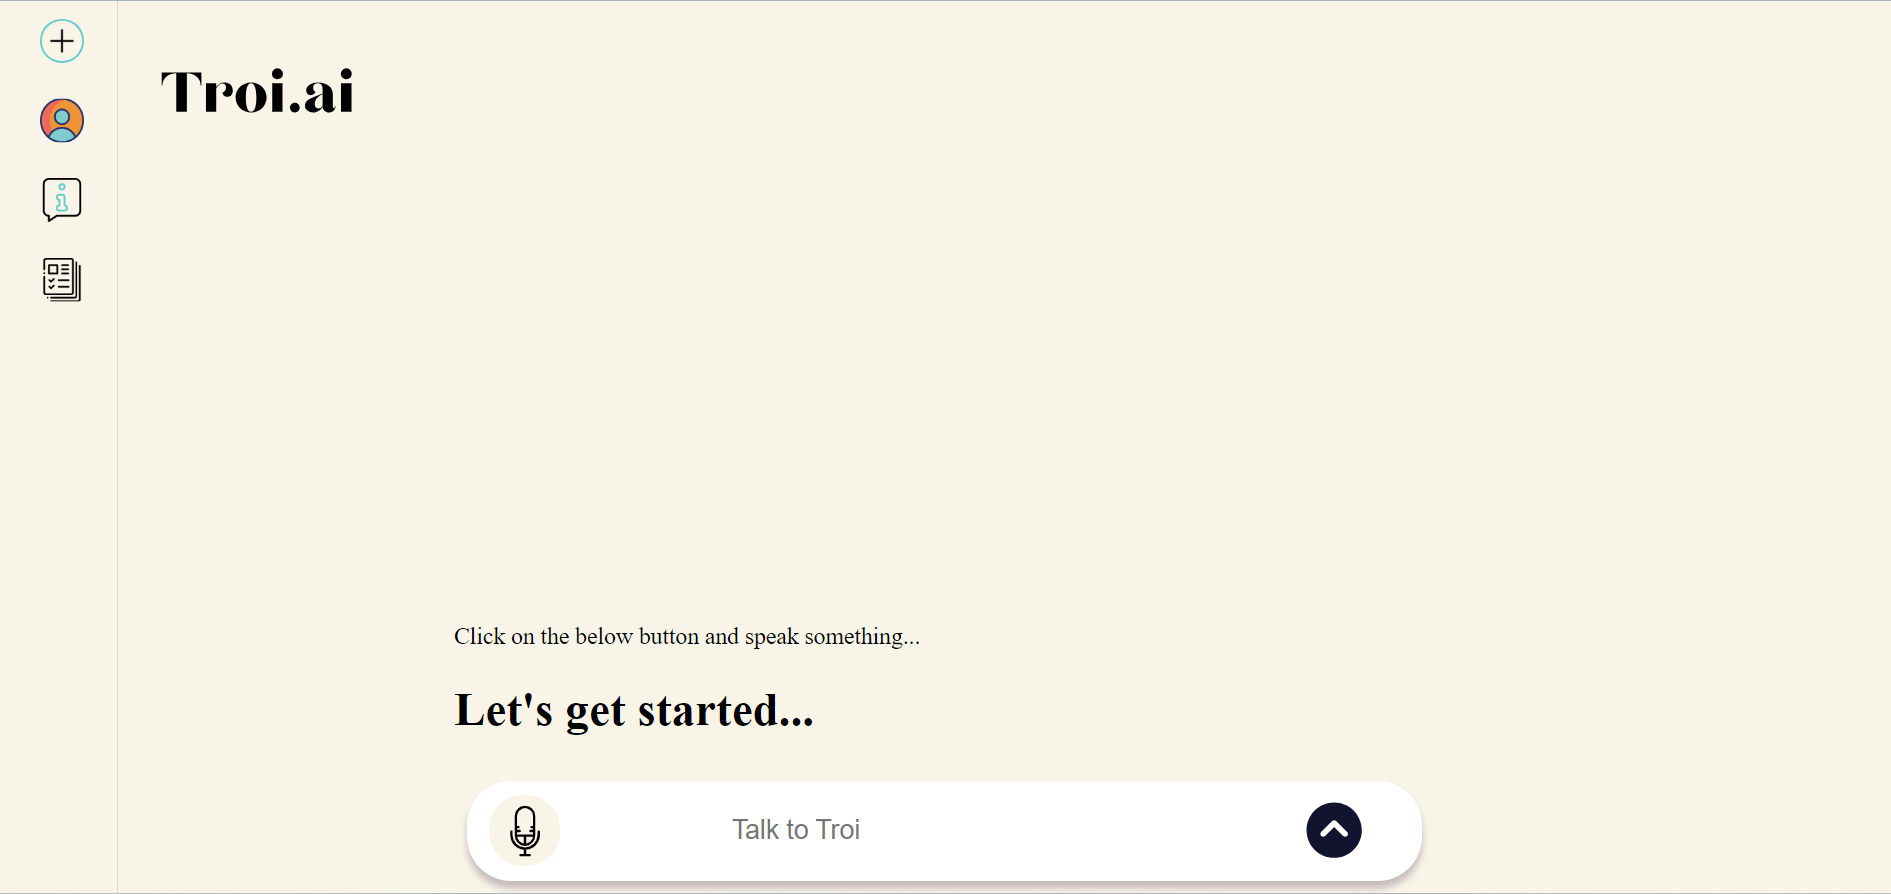 Troi.ai
Click on the below button and speak something...
Let's get started...
Talk to Troi